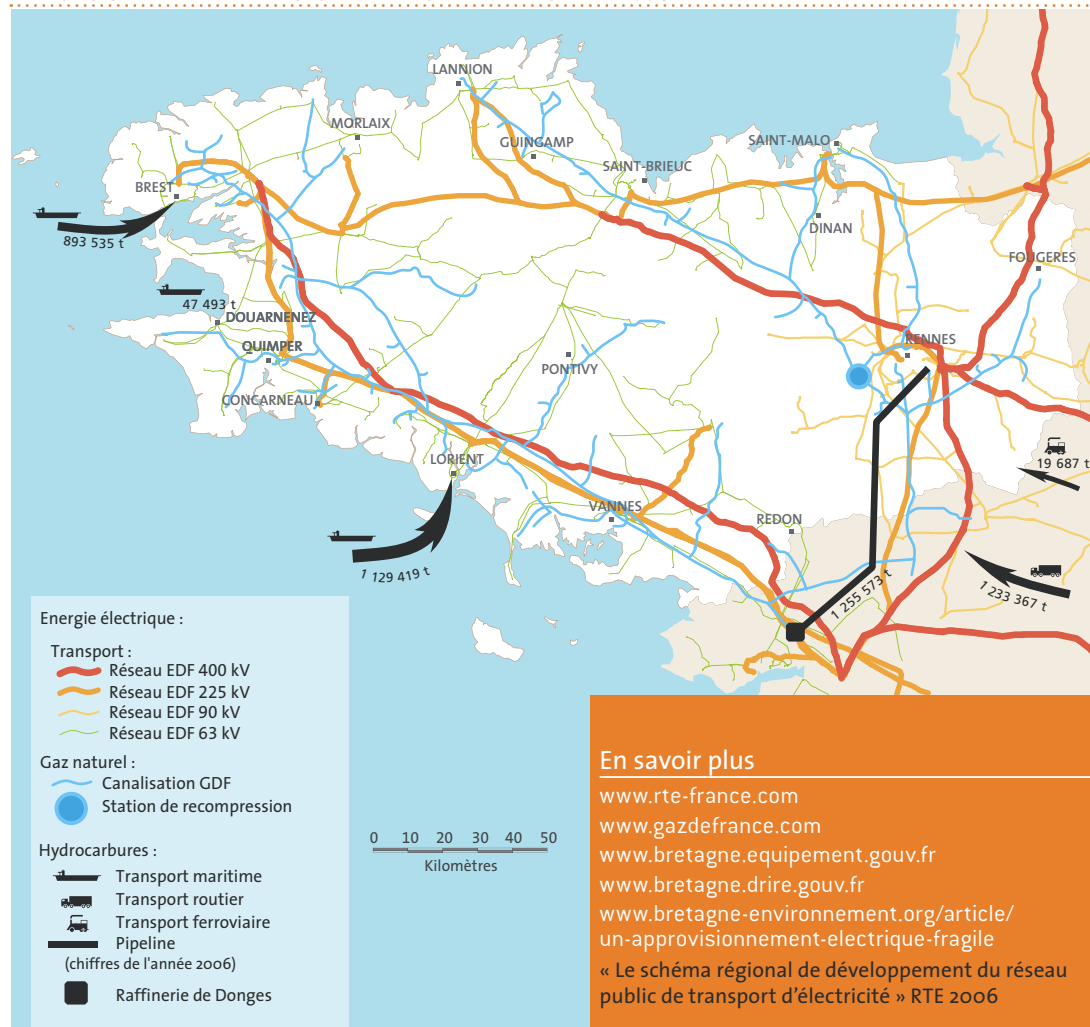 LANNION
MORLAIX
GUINGAMP
SAINT-MALO
SAINT-BRIEUC
BREST
893 535 t
DINAN
FOUGERES
47 493 t
DOUARNENEZ
QUIMPER
RENNES
PONTIVY
CONCARNEAU
LORIENT
19 687 t
VANNES
REDON
1 129 419 t
1 255 573 t
1 233 367 t
Energie électrique :
Transport :
Réseau EDF 400 kV
Réseau EDF 225 kV
Réseau EDF 90 kV
Réseau EDF 63 kV
Gaz naturel :
Canalisation GDF
Station de recompression
Hydrocarbures :
Transport maritime
Transport routier
Transport ferroviaire
Pipeline
(chiffres de l'année 2006)
Raffinerie de Donges
0 10 20 30 40 50
Kilomètres
En savoir plus
www.rte-france.com
www.gazdefrance.com
www.bretagne.equipement.gouv.fr
www.bretagne.drire.gouv.fr
www.bretagne-environnement.org/article/
un-approvisionnement-electrique-fragile
« Le schéma régional de développement du réseau
public de transport d'électricité » RTE 2006